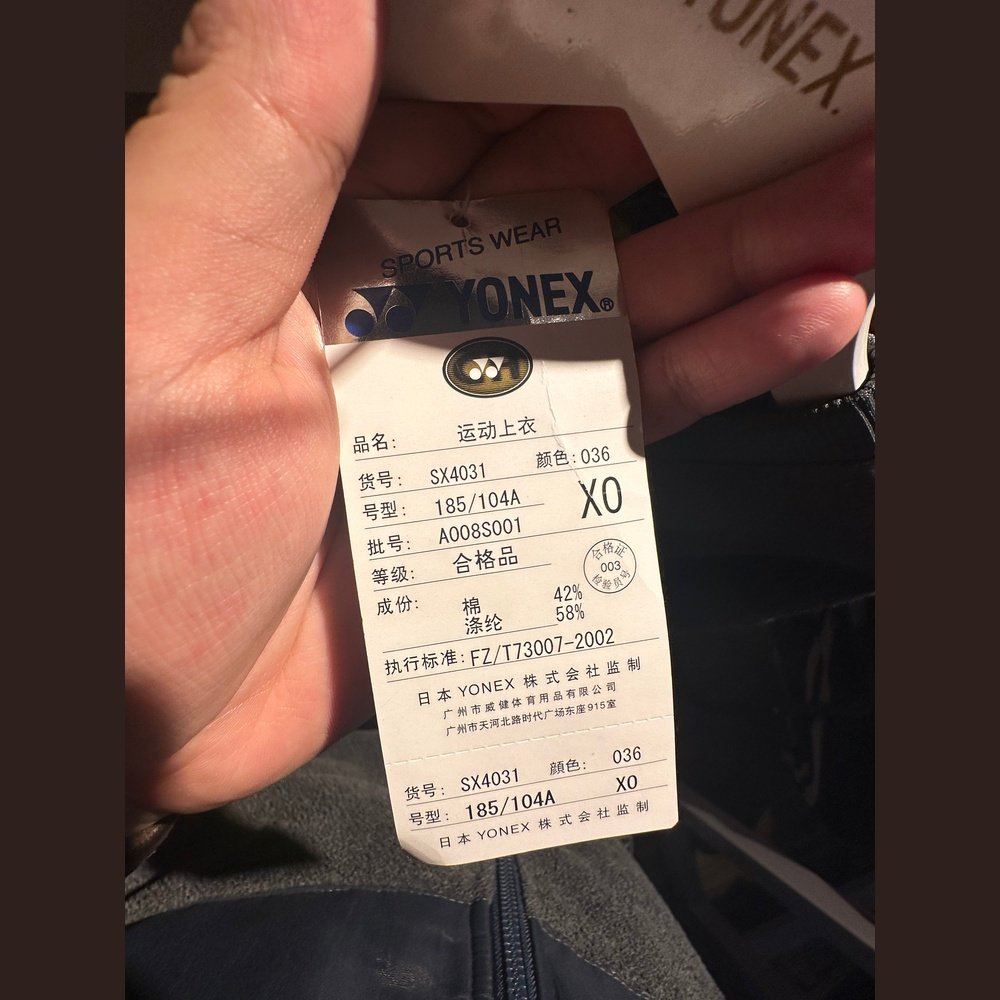 YONEX.
SPORTS WEAR
YONEX®
品名: 运动上衣
货号: SX4031 颜色: 036
号型: 185/104A XO
批号: A008S001
等级: 合格品
合格证
003
检验员号
成份: 棉 42%
涤纶 58%
执行标准: FZ/T73007-2002
日本 YONEX 株式会社监制
广州市威健体育用品有限公司
广州市天河北路时代广场东座915室
货号: SX4031 顔色: 036
号型: 185/104A XO
日本 YONEX 株式会社监制